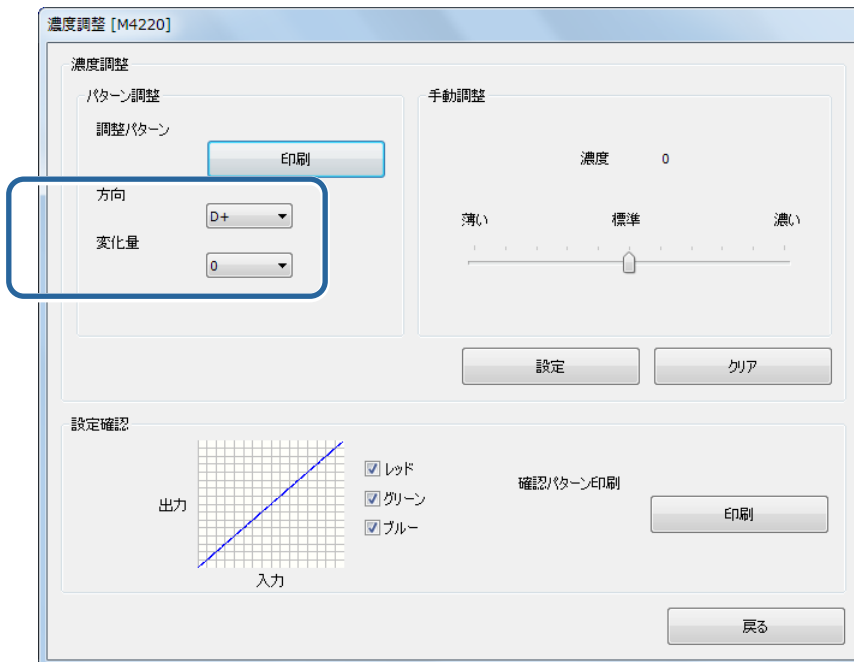 濃度調整 [M4220]
濃度調整
パターン調整
調整パターン
印刷
方向
D+
変化量
0
手動調整
濃度 0
薄い 標準 濃い
設定 クリア
設定確認
出力
入力
レッド
グリーン
ブルー
確認パターン印刷
印刷
戻る